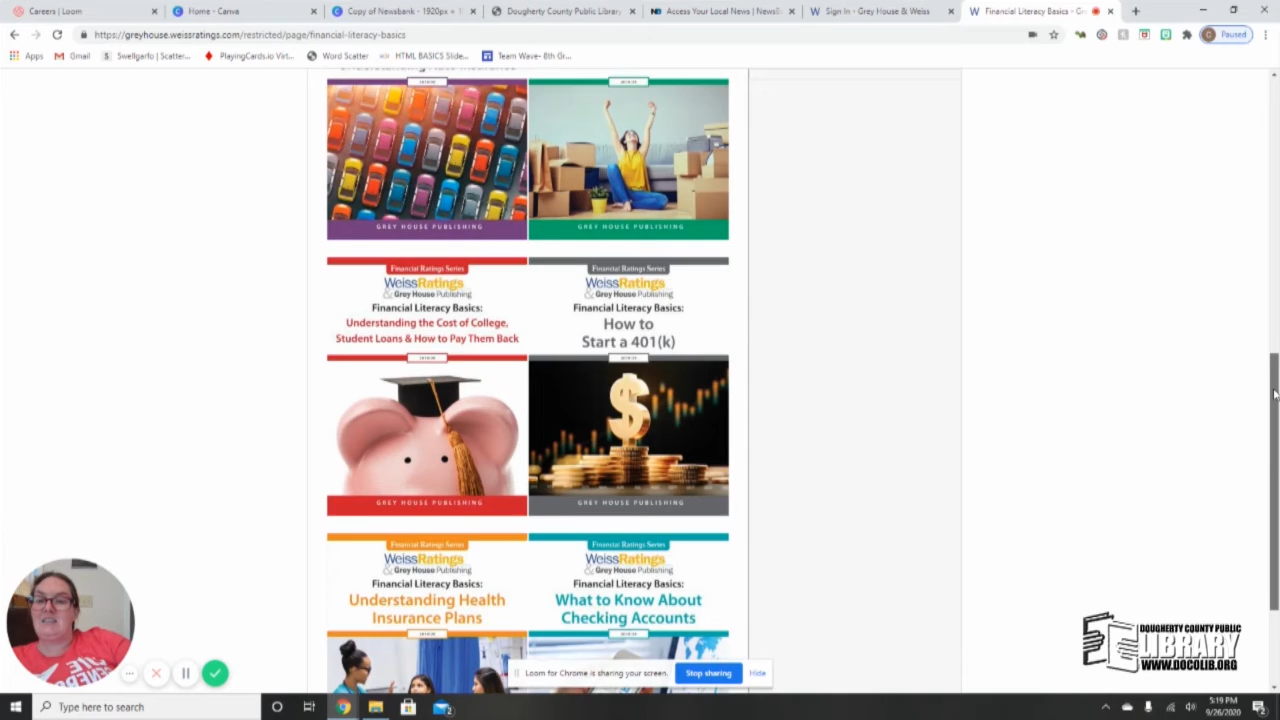 Careers | Loom
Home - Canva
Copy of Newsbank - 1920px × 1
Dougherty County Public Library
Access Your Local News | NewsB
Sign In - Grey House & Weiss
Financial Literacy Basics - Gr
https://greyhouse.weissratings.com/restricted/page/financial-literacy-basics
Paused
Apps
Gmail
Swellgarfo | Scatter...
PlayingCards.io Virt...
Word Scatter
HTML BASICS Slide...
Team Wave- 8th Gr...
GREY HOUSE PUBLISHING
GREY HOUSE PUBLISHING
Financial Ratings Series
WeissRatings
& Grey House Publishing
Financial Literacy Basics:
Understanding the Cost of College,
Student Loans & How to Pay Them Back
GREY HOUSE PUBLISHING
Financial Ratings Series
WeissRatings
& Grey House Publishing
Financial Literacy Basics:
How to
Start a 401(k)
GREY HOUSE PUBLISHING
Financial Ratings Series
WeissRatings
& Grey House Publishing
Financial Literacy Basics:
Understanding Health
Insurance Plans
Financial Ratings Series
WeissRatings
& Grey House Publishing
Financial Literacy Basics:
What to Know About
Checking Accounts
Loom for Chrome is sharing your screen.
Stop sharing
Hide
DOUGHERTY COUNTY PUBLIC
LIBRARY
WWW.DOCOLIB.ORG
Type here to search
5:19 PM
9/26/2020